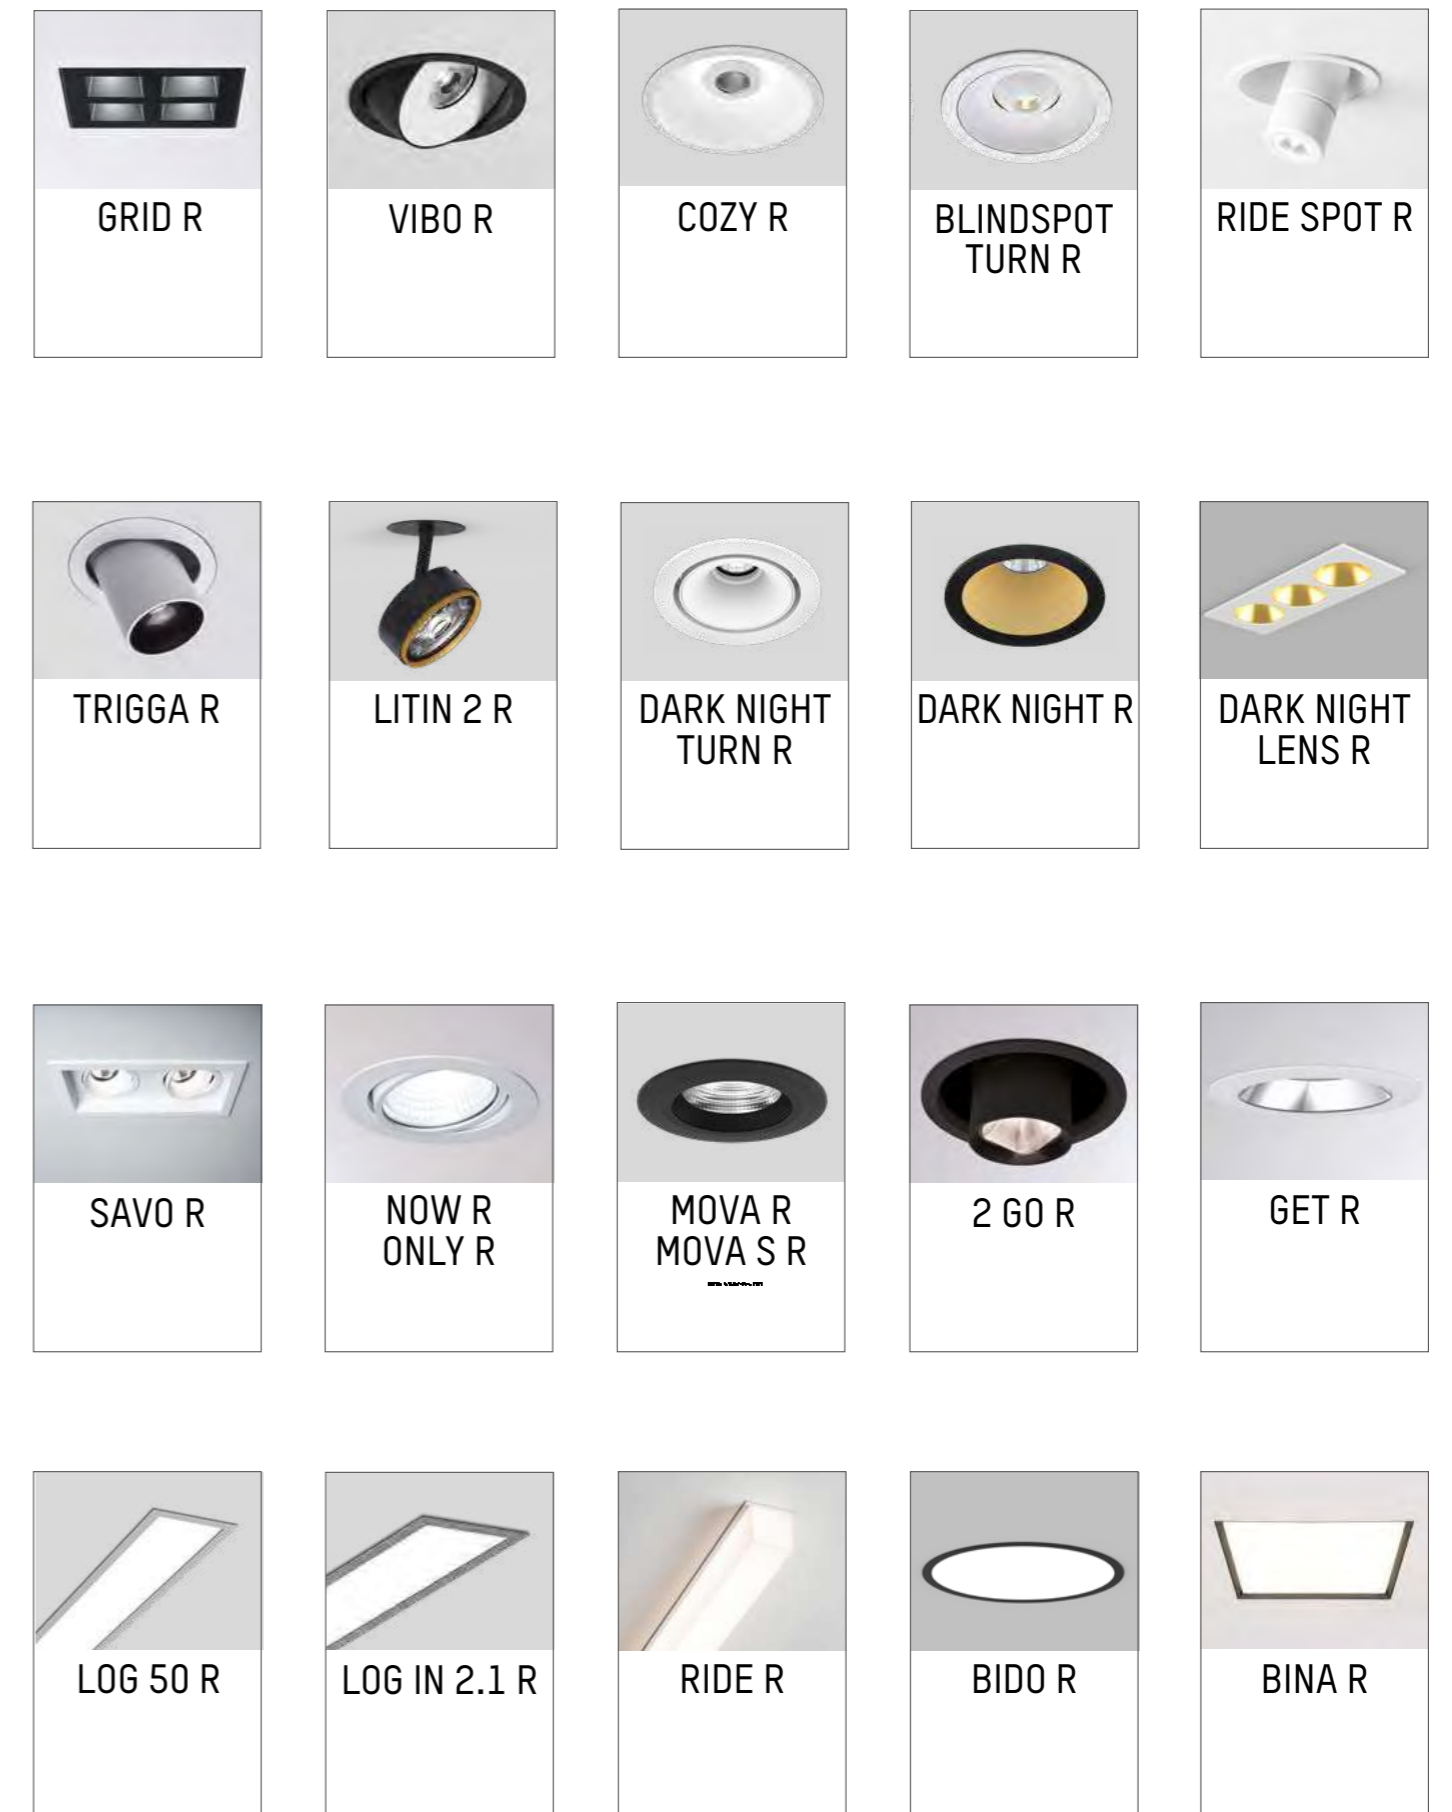 GRID R
VIBO R
COZY R
BLINDSPOT
TURN R
RIDE SPOT R
TRIGGA R
LITIN 2 R
DARK NIGHT
TURN R
DARK NIGHT R
DARK NIGHT
LENS R
SAVO R
NOW R
ONLY R
MOVA R
MOVA S R
2 GO R
GET R
LOG 50 R
LOG IN 2.1 R
RIDE R
BIDO R
BINA R